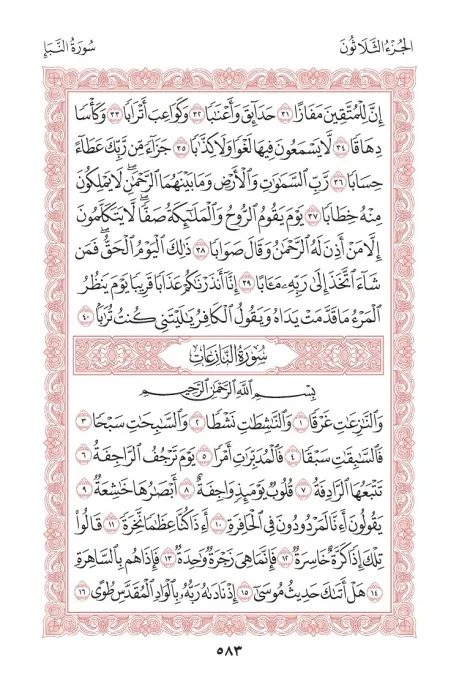 الجُزْءُ الثَّلَاثُونَ سُورَةُ النَّبَإِ
إِنَّ لِلْمُتَّقِينَ مَفَازًا ٣١ حَدَآئِقَ وَأَعْنَٰبًا ٣٢ وَكَوَاعِبَ أَتْرَابًا ٣٣ وَكَأْسًا
دِهَاقًا ٣٤ لَّا يَسْمَعُونَ فِيهَا لَغْوًا وَلَا كِذَّٰبًا ٣٥ جَزَآءً مِّن رَّبِّكَ عَطَآءً
حِسَابًا ٣٦ رَّبِّ ٱلسَّمَٰوَٰتِ وَٱلْأَرْضِ وَمَا بَيْنَهُمَا ٱلرَّحْمَٰنِ ۖ لَا يَمْلِكُونَ
مِنْهُ خِطَابًا ٣٧ يَوْمَ يَقُومُ ٱلرُّوحُ وَٱلْمَلَٰٓئِكَةُ صَفًّا ۖ لَّا يَتَكَلَّمُونَ
إِلَّا مَنْ أَذِنَ لَهُ ٱلرَّحْمَٰنُ وَقَالَ صَوَابًا ٣٨ ذَٰلِكَ ٱلْيَوْمُ ٱلْحَقُّ ۖ فَمَن
شَآءَ ٱتَّخَذَ إِلَىٰ رَبِّهِۦ مَـَٔابًا ٣٩ إِنَّآ أَنذَرْنَٰكُمْ عَذَابًا قَرِيبًا يَوْمَ يَنظُرُ
ٱلْمَرْءُ مَا قَدَّمَتْ يَدَاهُ وَيَقُولُ ٱلْكَافِرُ يَٰلَيْتَنِي كُنتُ تُرَٰبًۢا ٤٠
سُورَةُ النَّازِعَاتِ
بِسْمِ ٱللَّهِ ٱلرَّحْمَٰنِ ٱلرَّحِيمِ
وَٱلنَّٰزِعَٰتِ غَرْقًا ١ وَٱلنَّٰشِطَٰتِ نَشْطًا ٢ وَٱلسَّٰبِحَٰتِ سَبْحًا ٣
فَٱلسَّٰبِقَٰتِ سَبْقًا ٤ فَٱلْمُدَبِّرَٰتِ أَمْرًا ٥ يَوْمَ تَرْجُفُ ٱلرَّاجِفَةُ ٦
تَتْبَعُهَا ٱلرَّادِفَةُ ٧ قُلُوبٌ يَوْمَئِذٍ وَاجِفَةٌ ٨ أَبْصَٰرُهَا خَٰشِعَةٌ ٩
يَقُولُونَ أَءِنَّا لَمَرْدُودُونَ فِي ٱلْحَافِرَةِ ١٠ أَءِذَا كُنَّا عِظَٰمًا نَّخِرَةً ١١ قَالُوا۟
تِلْكَ إِذًا كَرَّةٌ خَاسِرَةٌ ١٢ فَإِنَّمَا هِيَ زَجْرَةٌ وَٰحِدَةٌ ١٣ فَإِذَا هُم بِٱلسَّاهِرَةِ
١٤ هَلْ أَتَىٰكَ حَدِيثُ مُوسَىٰٓ ١٥ إِذْ نَادَىٰهُ رَبُّهُۥ بِٱلْوَادِ ٱلْمُقَدَّسِ طُوًى ١٦
٥٨٣